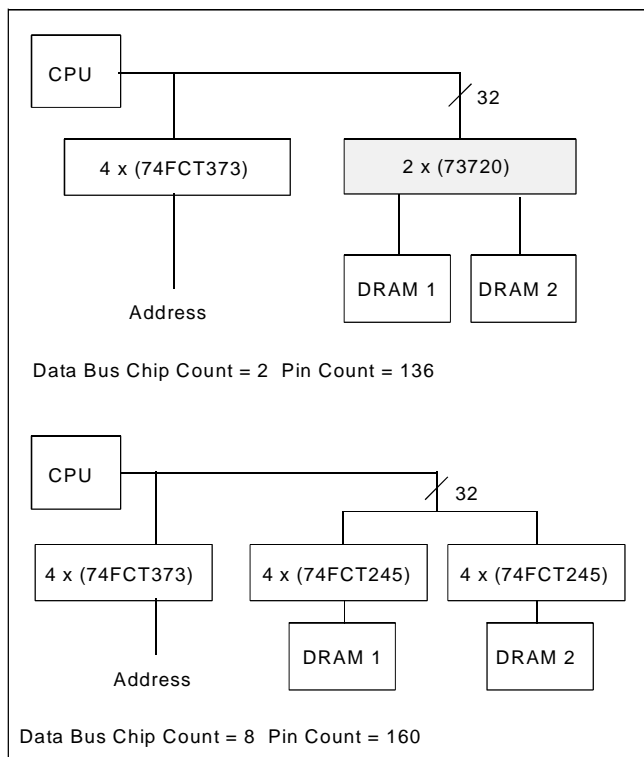 CPU
32
4 x (74FCT373)
2 x (73720)
DRAM 1
DRAM 2
Address
Data Bus Chip Count = 2 Pin Count = 136
CPU
32
4 x (74FCT373)
4 x (74FCT245)
4 x (74FCT245)
DRAM 1
DRAM 2
Address
Data Bus Chip Count = 8 Pin Count = 160